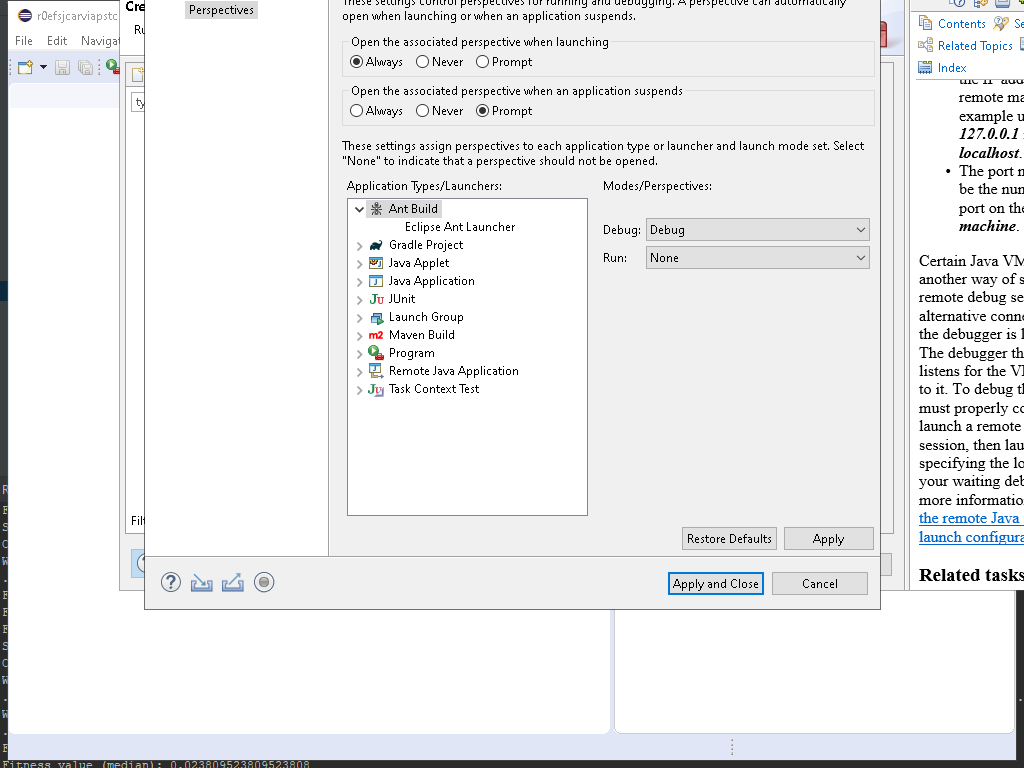 r0efsjcarviapstc
File Edit Navigat
Cre
Ru
ty
Filt
Perspectives
These settings control perspectives for running and debugging. A perspective can automatically
open when launching or when an application suspends.
Open the associated perspective when launching
Always Never Prompt
Open the associated perspective when an application suspends
Always Never Prompt
These settings assign perspectives to each application type or launcher and launch mode set. Select
"None" to indicate that a perspective should not be opened.
Application Types/Launchers:
Modes/Perspectives:
Ant Build
Eclipse Ant Launcher
Gradle Project
Java Applet
Java Application
JUnit
Launch Group
Maven Build
Program
Remote Java Application
Task Context Test
Debug: Debug
Run: None
Restore Defaults Apply
Apply and Close Cancel
Contents Se
Related Topics
Index
the IP add
remote ma
example u
127.0.0.1
localhost.
• The port n
be the num
port on the
machine.
Certain Java VM
another way of s
remote debug se
alternative conne
the debugger is l
The debugger th
listens for the VM
to it. To debug th
must properly co
launch a remote
session, then lau
specifying the lo
your waiting deb
more informatio
the remote Java
launch configura
Related tasks
Fitness value (median): 0.023809523809523808